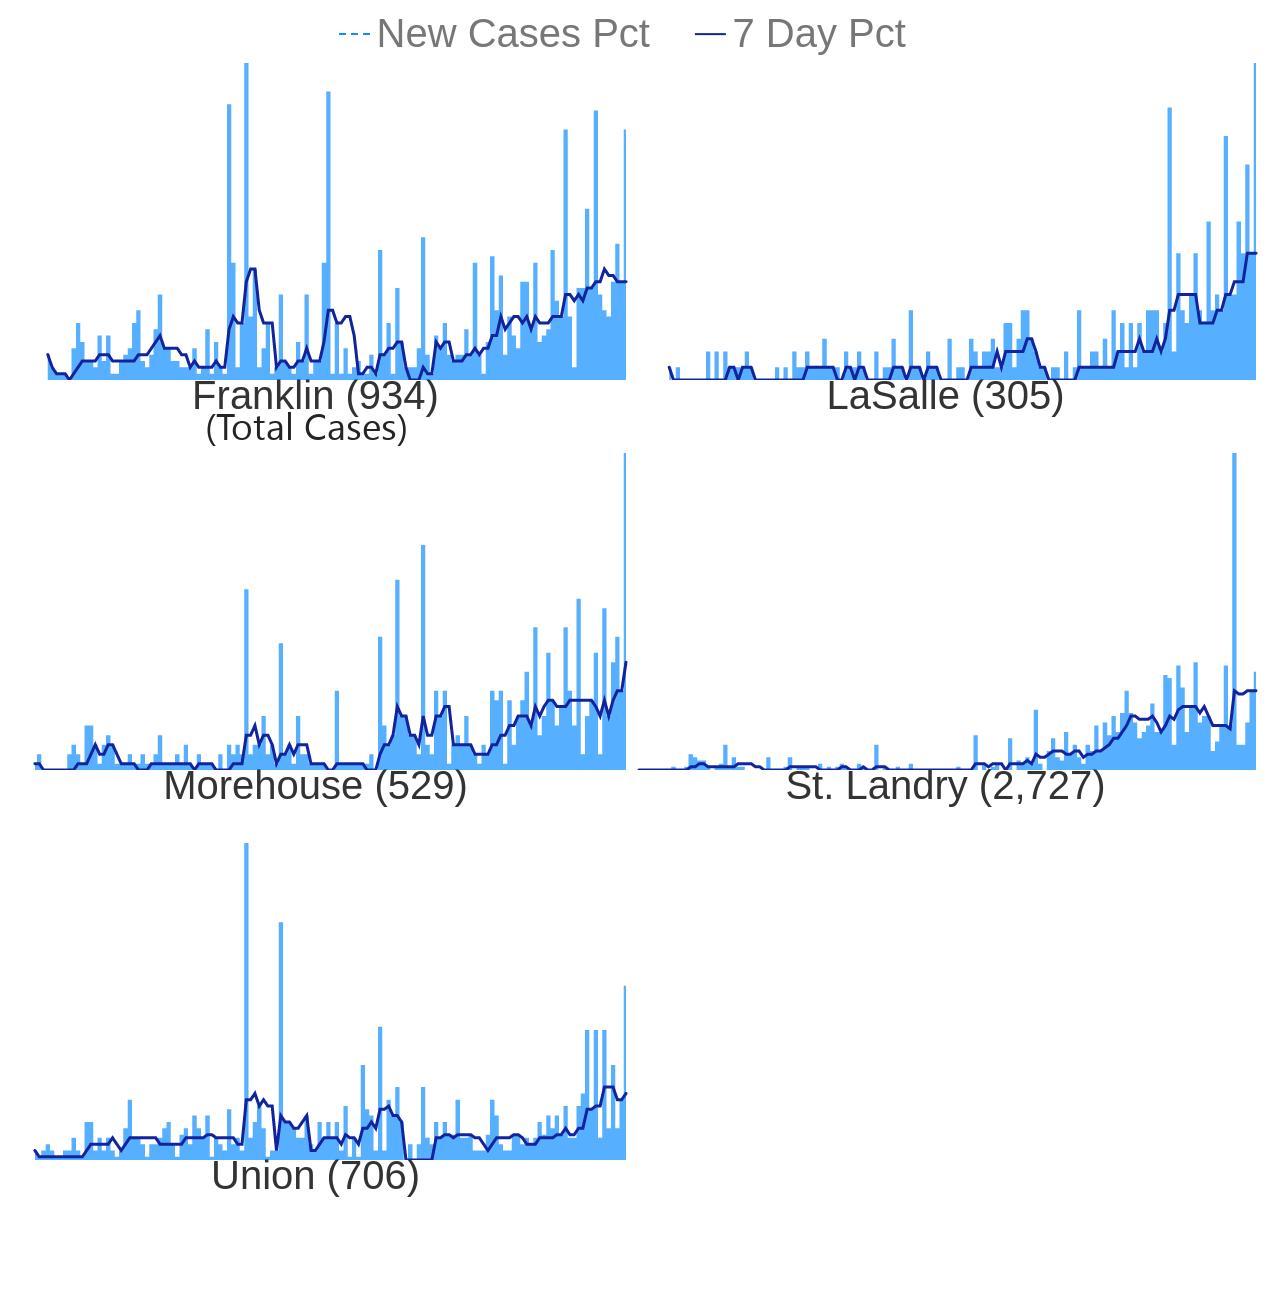 New Cases Pct 7 Day Pct
Franklin (934) LaSalle (305)
(Total Cases)
Morehouse (529) St. Landry (2,727)
Union (706)